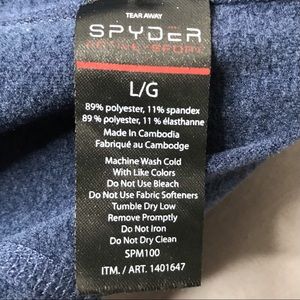 TEAR AWAY
SPYDER
ACTIVE SPORT
L/G
89% polyester, 11% spandex
89 % polyester, 11 % élasthanne
Made in Cambodia
Fabriqué au Cambodge
Machine Wash Cold
With Like Colors
Do Not Use Bleach
Do Not Use Fabric Softeners
Tumble Dry Low
Remove Promptly
Do Not Iron
Do Not Dry Clean
SPM100
ITM. / ART. 1401647